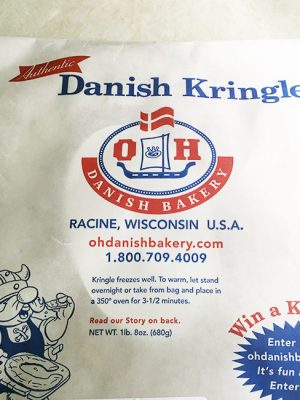 Authentic
Danish Kringle
O H
DANISH BAKERY
RACINE, WISCONSIN U.S.A.
ohdanishbakery.com
1.800.709.4009
Kringle freezes well. To warm, let stand
overnight or take from bag and place in
a 350° oven for 3-1/2 minutes.
Read our Story on back.
NET WT. 1lb. 8oz. (680g)
Win a K
Enter
ohdanishb
It's fun a
Enter